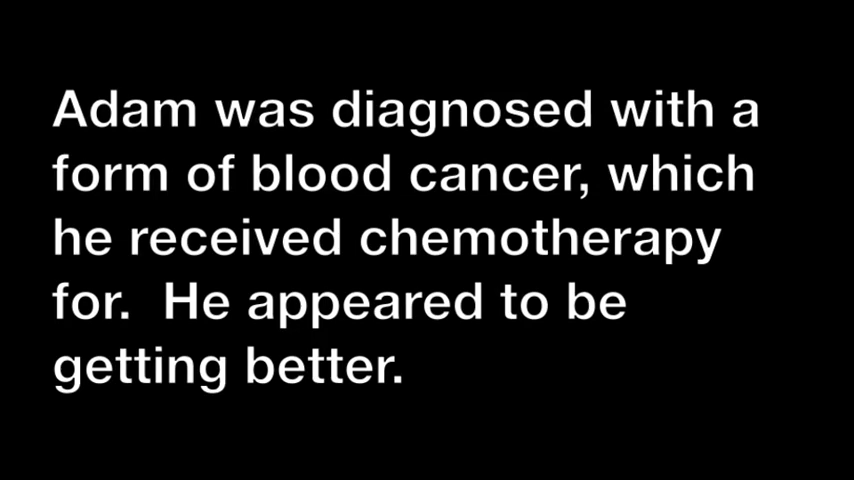 Adam was diagnosed with a
form of blood cancer, which
he received chemotherapy
for.  He appeared to be
getting better.